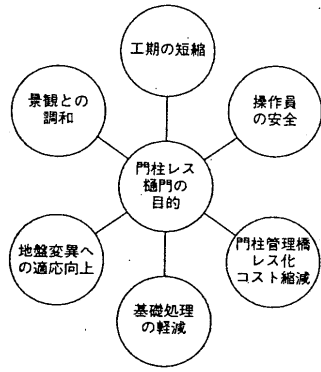 工期の短縮
景観との
調和
操作員
の安全
門柱レス
樋門の
目的
地盤変異へ
の適応向上
門柱管理橋
レス化
コスト縮減
基礎処理
の軽減